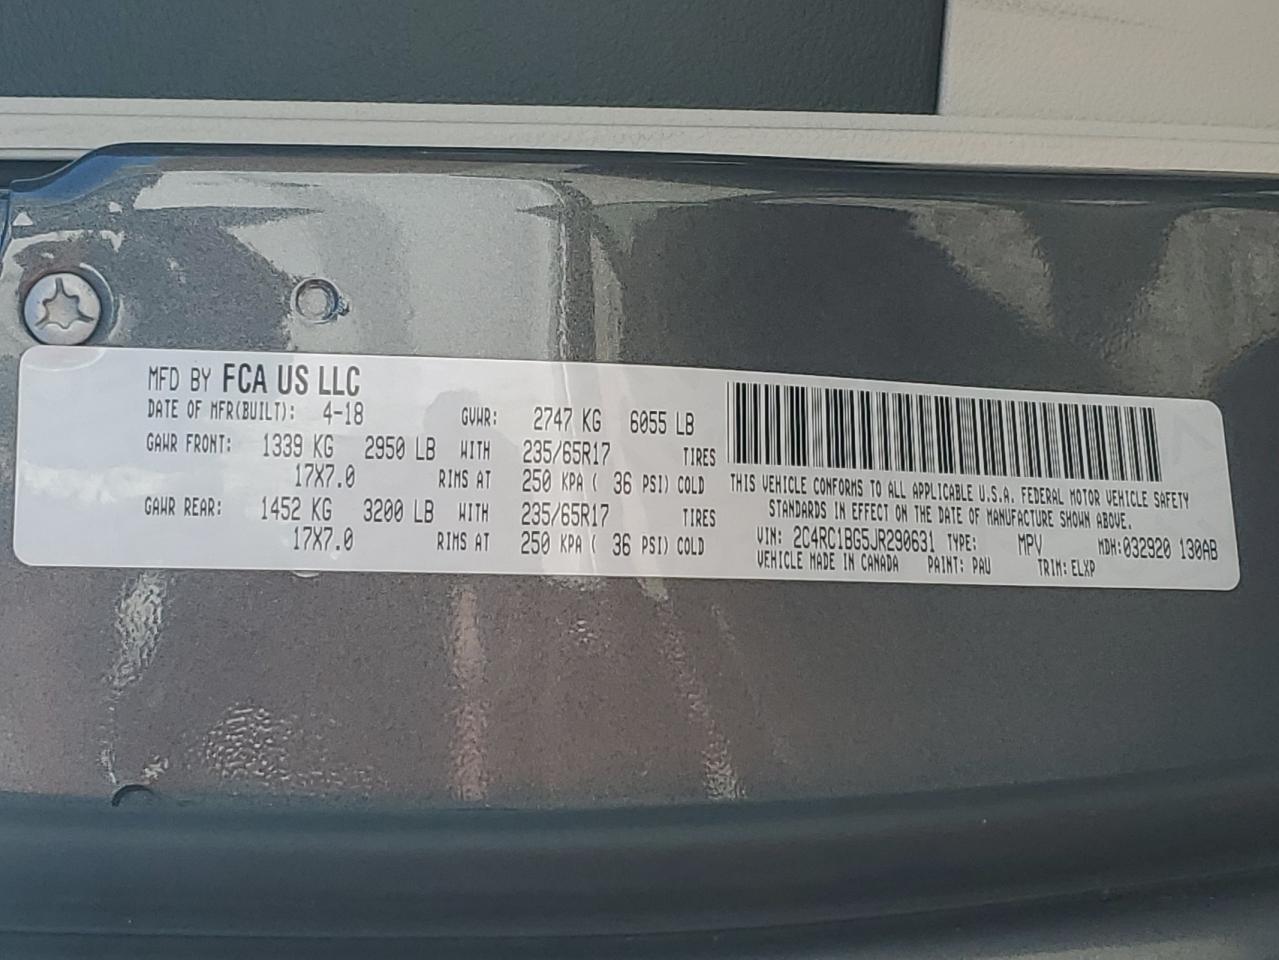 MFD BY FCA US LLC
DATE OF MFR(BUILT): 4-18 GVWR: 2747 KG 6055 LB
GAWR FRONT: 1339 KG 2950 LB WITH 235/65R17 TIRES
17X7.0 RIMS AT 250 KPA ( 36 PSI) COLD
GAWR REAR: 1452 KG 3200 LB WITH 235/65R17 TIRES
17X7.0 RIMS AT 250 KPA ( 36 PSI) COLD
THIS VEHICLE CONFORMS TO ALL APPLICABLE U.S.A. FEDERAL MOTOR VEHICLE SAFETY
STANDARDS IN EFFECT ON THE DATE OF MANUFACTURE SHOWN ABOVE.
VIN: 2C4RC1BG5JR290631 TYPE: MPV MDH:032920 130AB
VEHICLE MADE IN CANADA PAINT: PAU TRIM: ELXP